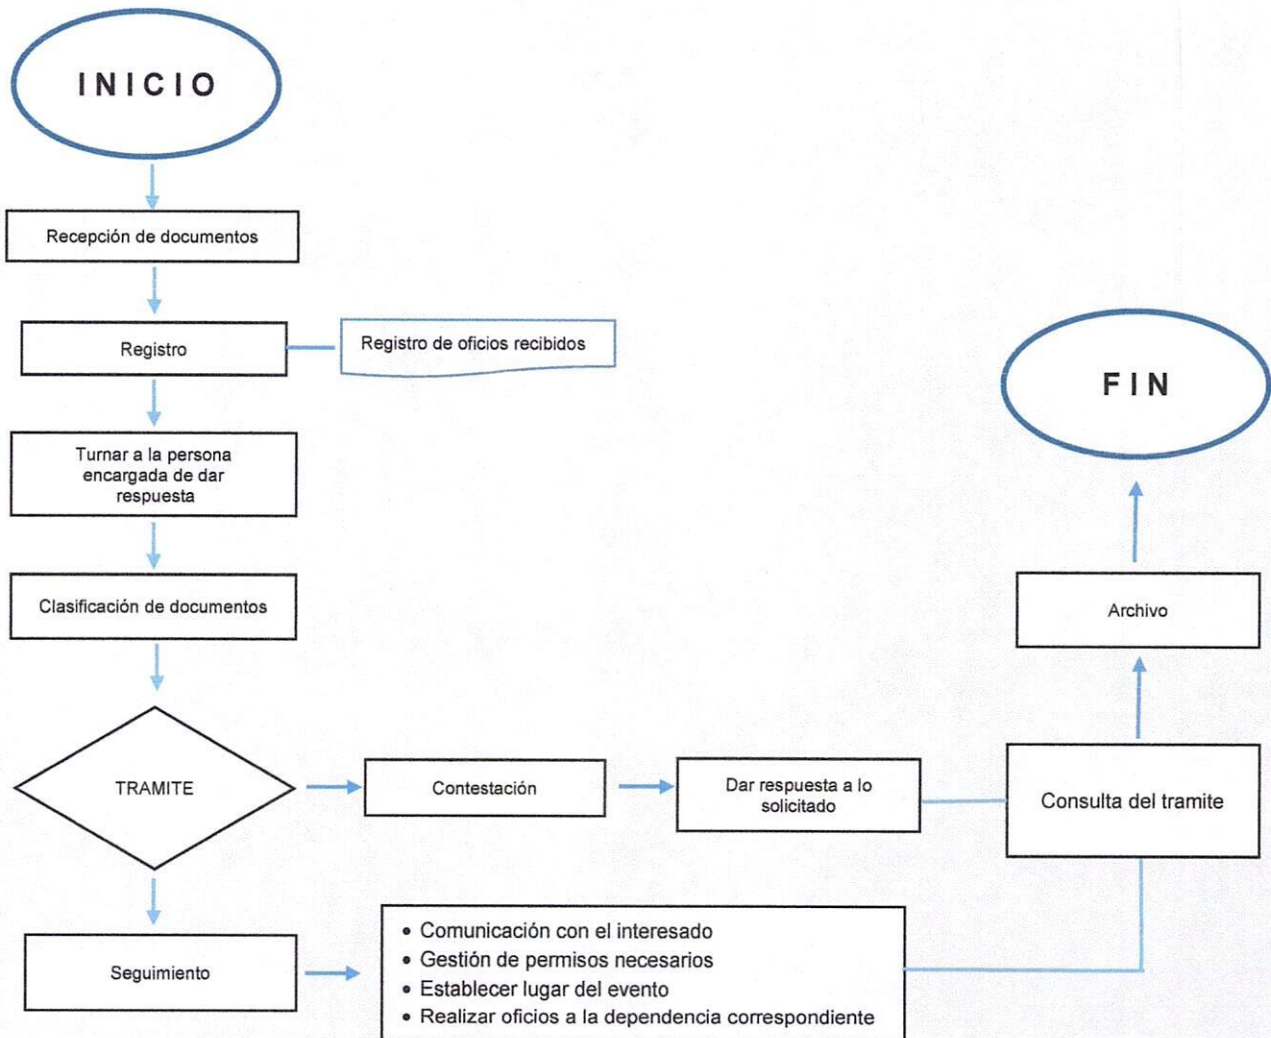 INICIO
Recepción de documentos
Registro
Registro de oficios recibidos
Turnar a la persona
encargada de dar
respuesta
Clasificación de documentos
TRAMITE
Contestación
Dar respuesta a lo
solicitado
Consulta del tramite
Archivo
FIN
Seguimiento
• Comunicación con el interesado
• Gestión de permisos necesarios
• Establecer lugar del evento
• Realizar oficios a la dependencia correspondiente